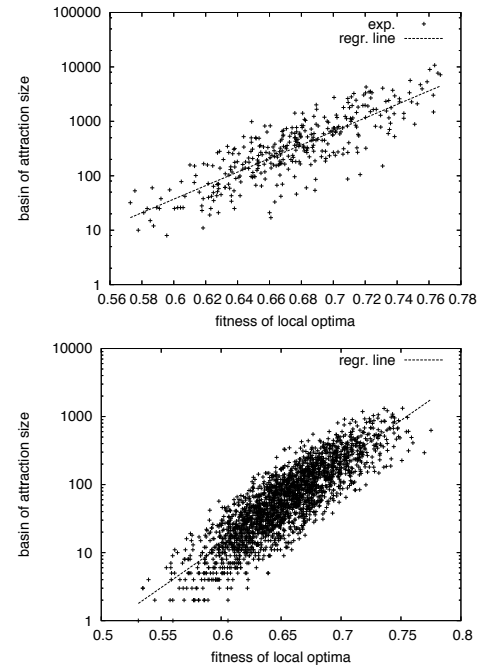 100000
exp.
regr. line
10000
1000
100
10
1
basin of attraction size
0.56 0.58 0.6 0.62 0.64 0.66 0.68 0.7 0.72 0.74 0.76 0.78
fitness of local optima
10000
regr. line
1000
100
10
1
basin of attraction size
0.5 0.55 0.6 0.65 0.7 0.75 0.8
fitness of local optima